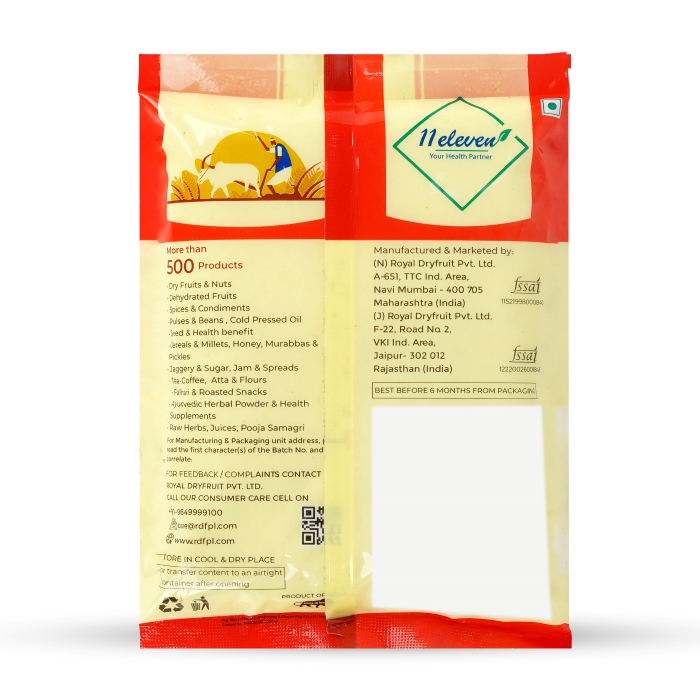 More than
500 Products
-Dry Fruits & Nuts
-Dehydrated Fruits
-Spices & Condiments
-Pulses & Beans , Cold Pressed Oil
-Seed & Health benefit
-Cereals & Millets, Honey, Murabbas &
Pickles
-Jaggery & Sugar, Jam & Spreads
-Tea-Coffee, Atta & Flours
& Roasted Snacks
-Ayurvedic Herbal Powder & Health
Supplements
-Raw Herbs, Juices, Pooja Samagri
For Manufacturing & Packaging unit address,
read the first character(s) of the Batch No. and
correlate:
FOR FEEDBACK / COMPLAINTS CONTACT
ROYAL DRYFRUIT PVT. LTD.
CALL OUR CONSUMER CARE CELL ON
+91-9649999100
care@rdfpl.com
www.rdfpl.com
TORE IN COOL & DRY PLACE
or transfer content to an airtight
container after opening
PRODUCT OF
11 eleven
Your Health Partner
Manufactured & Marketed by:
(N) Royal Dryfruit Pvt. Ltd.
A-651, TTC Ind. Area,
Navi Mumbai - 400 705
Maharashtra (India)
fssai
(J) Royal Dryfruit Pvt. Ltd.
F-22, Road No 2,
VKI Ind. Area,
Jaipur- 302 012
Rajasthan (India)
fssai
BEST BEFORE 6 MONTHS FROM PACKAGING